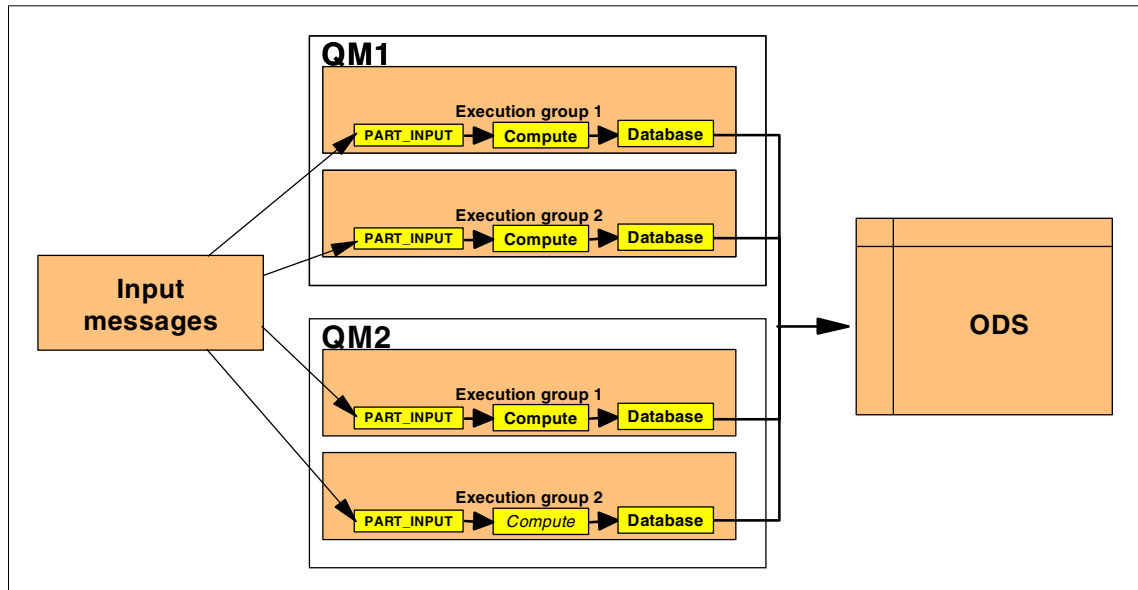 QM1
Execution group 1
PART_INPUT Compute Database
Execution group 2
PART_INPUT Compute Database
Input
messages
QM2
Execution group 1
PART_INPUT Compute Database
Execution group 2
PART_INPUT Compute Database
ODS